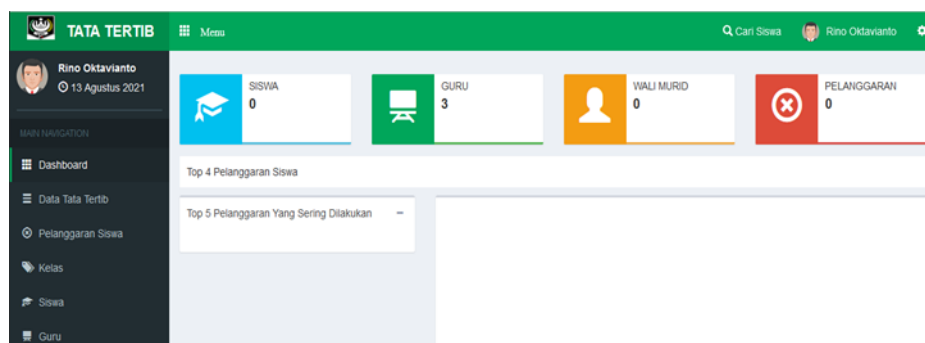 TATA TERTIB
Menu
Cari Siswa
Rino Oktavianto
Rino Oktavianto
13 Agustus 2021
MAIN NAVIGATION
Dashboard
Data Tata Tertib
Pelanggaran Siswa
Kelas
Siswa
Guru
SISWA
0
GURU
3
WALI MURID
0
PELANGGARAN
0
Top 4 Pelanggaran Siswa
Top 5 Pelanggaran Yang Sering Dilakukan